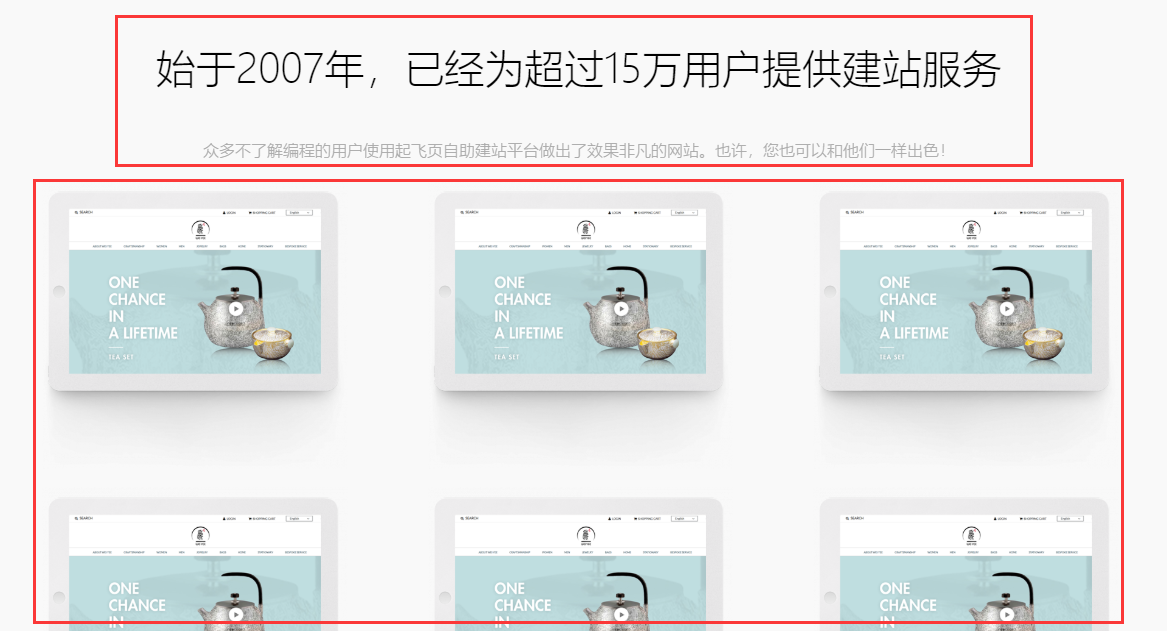 始于2007年，已经为超过15万用户提供建站服务
众多不了解编程的用户使用起飞页自助建站平台做出了效果非凡的网站。也许，您也可以和他们一样出色！
SEARCH LOGIN SHOPPING CART English
SEARCH LOGIN SHOPPING CART English
SEARCH LOGIN SHOPPING CART English
ONE
CHANCE
IN
A LIFETIME
TEA SET
ONE
CHANCE
IN
A LIFETIME
TEA SET
ONE
CHANCE
IN
A LIFETIME
TEA SET
SEARCH LOGIN SHOPPING CART English
SEARCH LOGIN SHOPPING CART English
SEARCH LOGIN SHOPPING CART English
ONE
CHANCE
IN
ONE
CHANCE
IN
ONE
CHANCE
IN